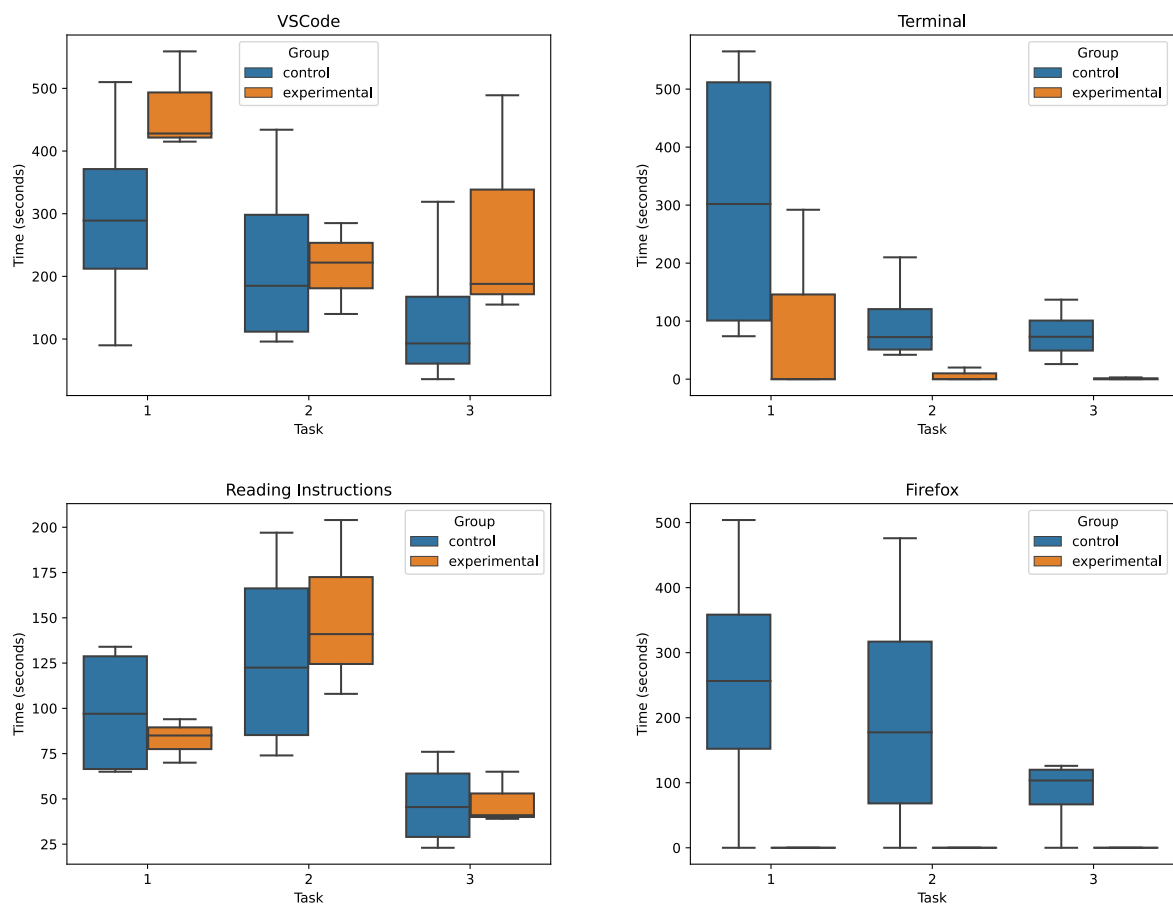 VSCode
Group
control
experimental
500
400
300
200
100
Time (seconds)
1
2
3
Task
Terminal
Group
control
experimental
500
400
300
200
100
0
Time (seconds)
1
2
3
Task
Reading Instructions
Group
control
experimental
200
175
150
125
100
75
50
25
Time (seconds)
1
2
3
Task
Firefox
Group
control
experimental
500
400
300
200
100
0
Time (seconds)
1
2
3
Task